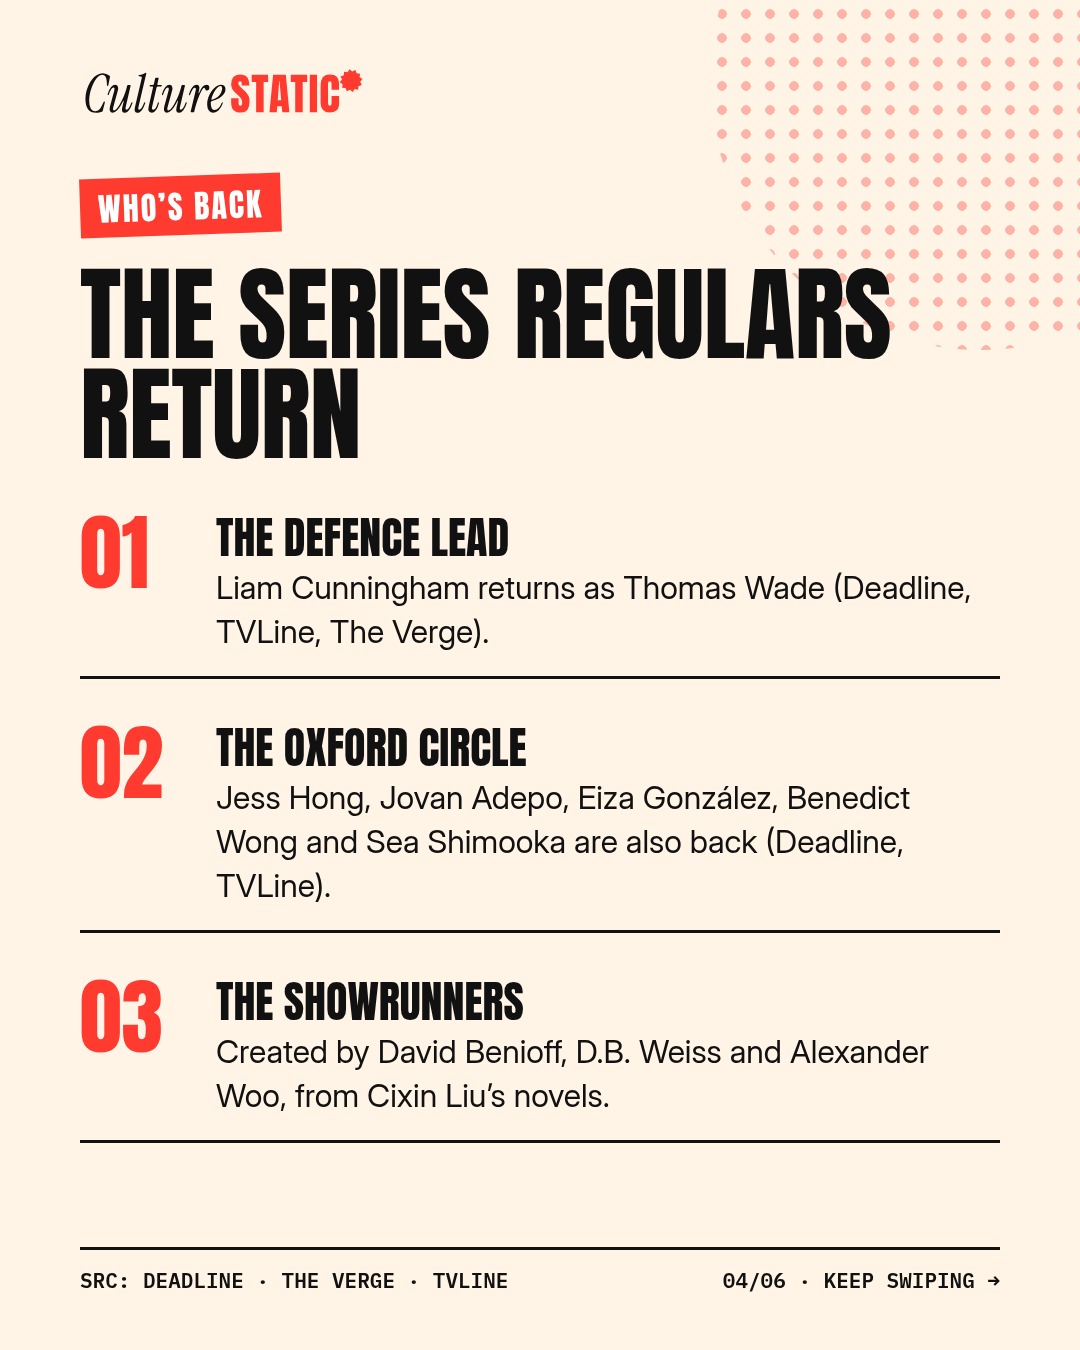 Culture STATIC
WHO’S BACK
THE SERIES REGULARS
RETURN
01
THE DEFENCE LEAD
Liam Cunningham returns as Thomas Wade (Deadline,
TVLine, The Verge).
02
THE OXFORD CIRCLE
Jess Hong, Jovan Adepo, Eiza González, Benedict
Wong and Sea Shimooka are also back (Deadline,
TVLine).
03
THE SHOWRUNNERS
Created by David Benioff, D.B. Weiss and Alexander
Woo, from Cixin Liu’s novels.
SRC: DEADLINE · THE VERGE · TVLINE
04/06 · KEEP SWIPING →